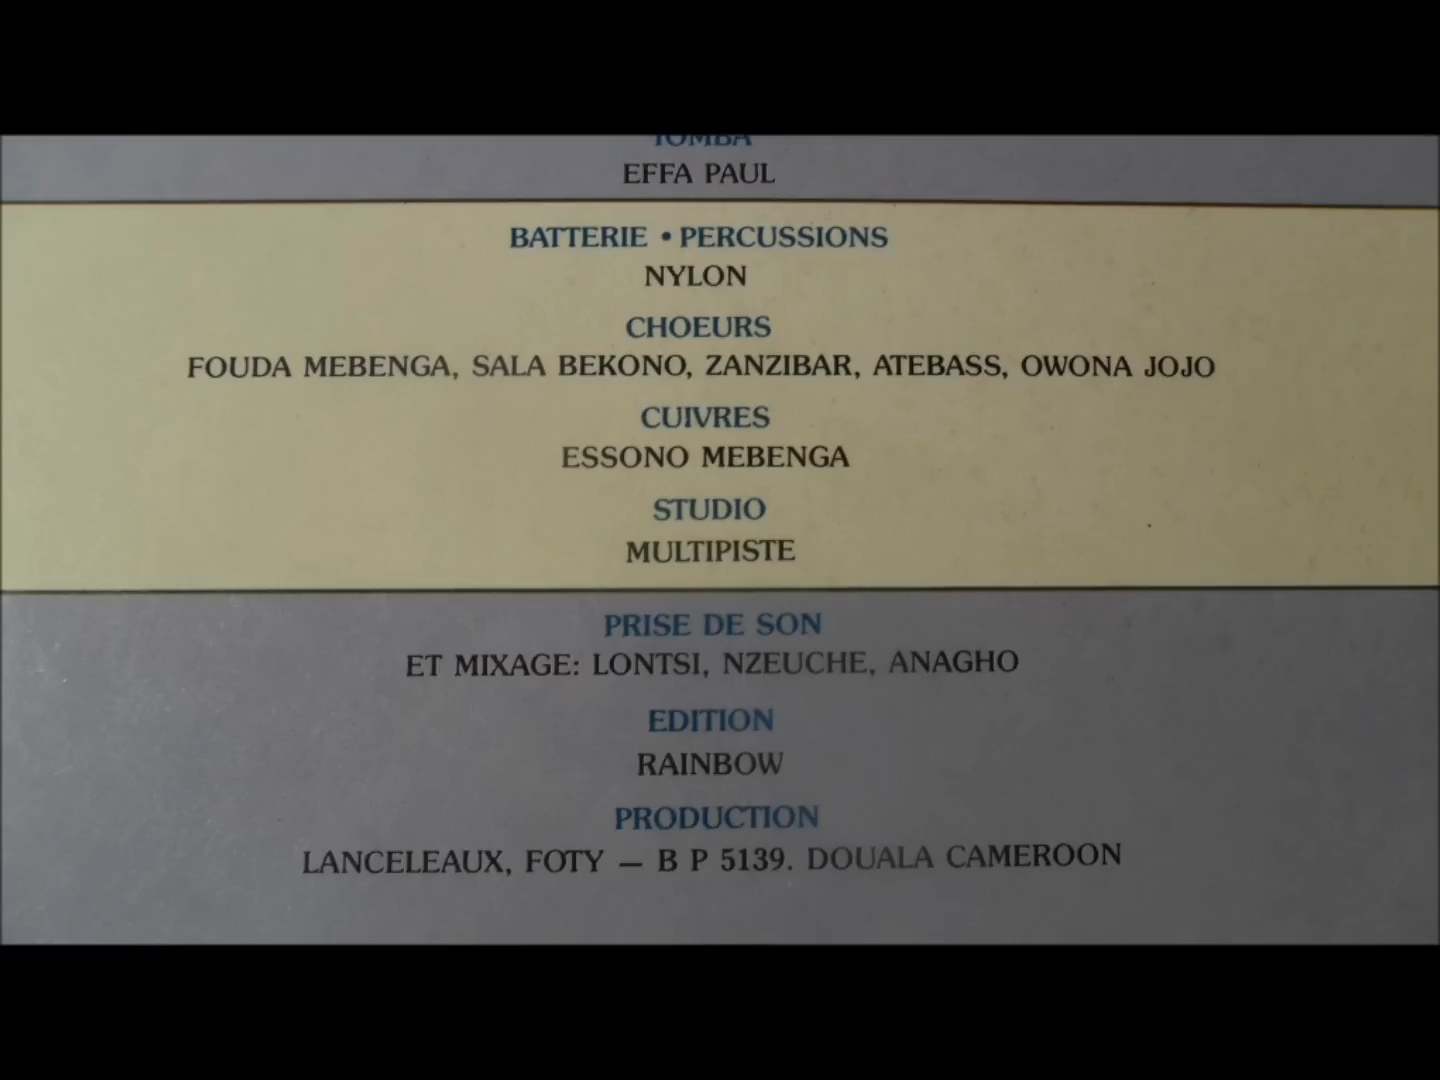 TOMBA
EFFA PAUL
BATTERIE • PERCUSSIONS
NYLON
CHOEURS
FOUDA MEBENGA, SALA BEKONO, ZANZIBAR, ATEBASS, OWONA JOJO
CUIVRES
ESSONO MEBENGA
STUDIO
MULTIPISTE
PRISE DE SON
ET MIXAGE: LONTSI, NZEUCHE, ANAGHO
EDITION
RAINBOW
PRODUCTION
LANCELEAUX, FOTY — B P 5139. DOUALA CAMEROON